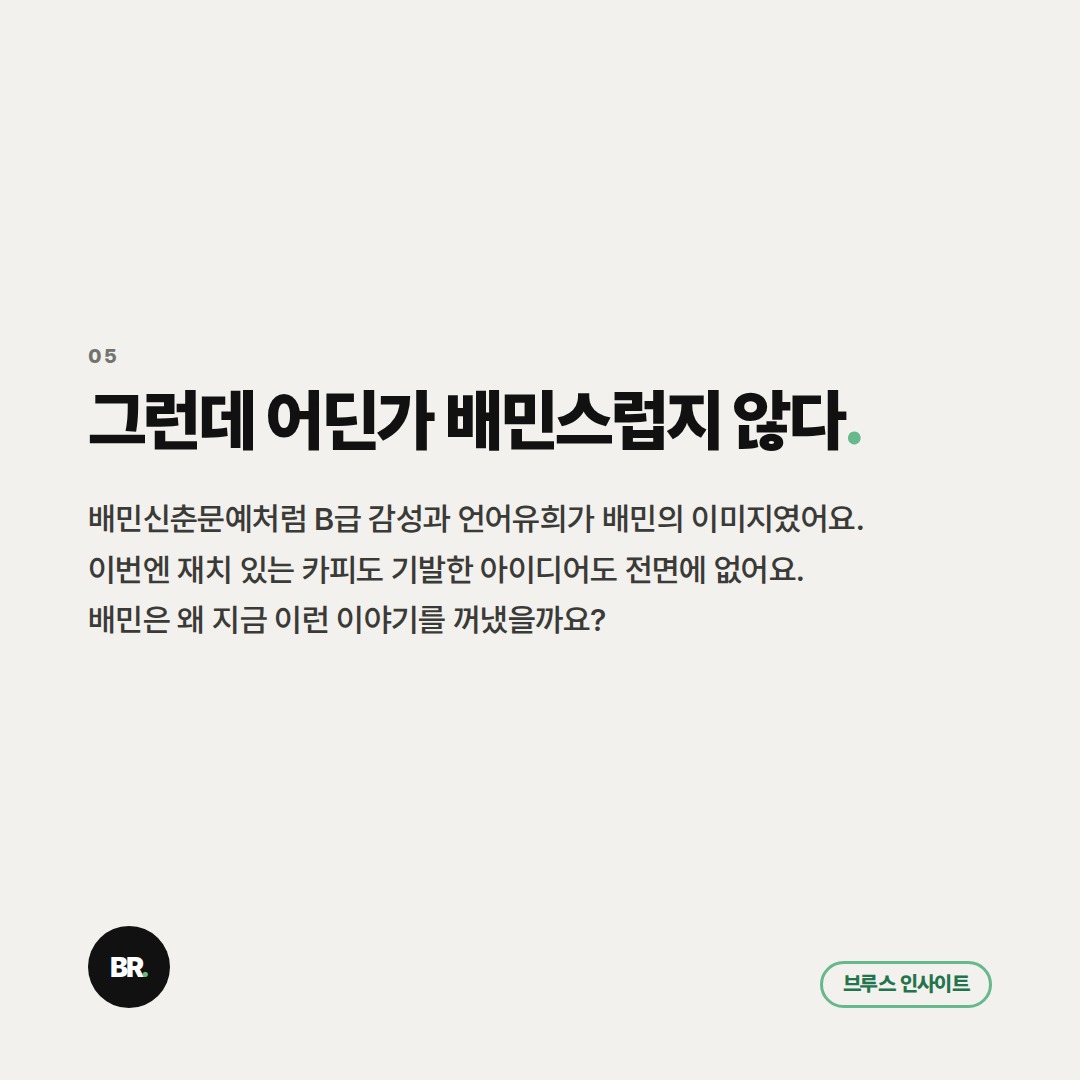 05
그런데 어딘가 배민스럽지 않다.
배민신춘문예처럼 B급 감성과 언어유희가 배민의 이미지였어요.
이번엔 재치 있는 카피도 기발한 아이디어도 전면에 없어요.
배민은 왜 지금 이런 이야기를 꺼냈을까요?
BR.
브루스 인사이트